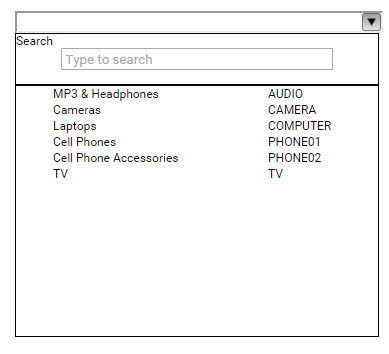 Search
Type to search
MP3 & Headphones AUDIO
Cameras CAMERA
Laptops COMPUTER
Cell Phones PHONE01
Cell Phone Accessories PHONE02
TV TV